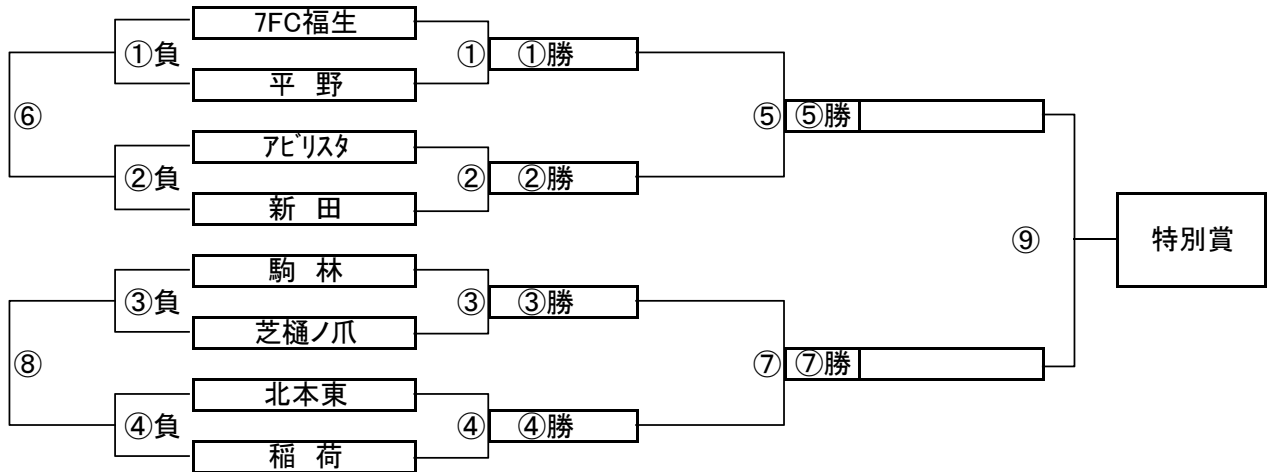 7FC福生
①負 ① ①勝
平 野
⑥ ⑤ ⑤勝
アビリスタ
②負 ② ②勝
新 田
⑨ 特別賞
駒 林
③負 ③ ③勝
芝樋ノ爪
⑧ ⑦ ⑦勝
北本東
④負 ④ ④勝
稲 荷